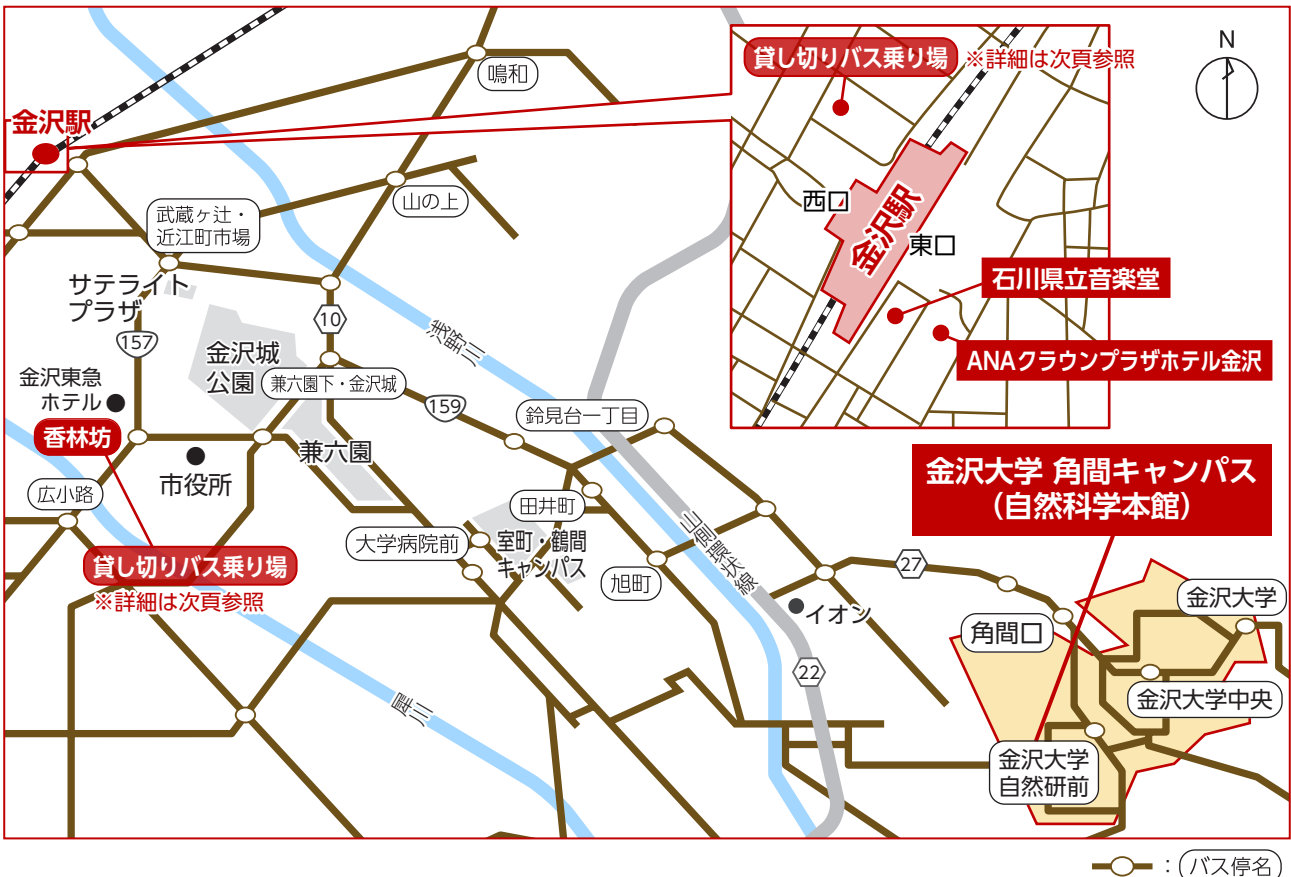 金沢駅
鳴和
山の上
武蔵ヶ辻・
近江町市場
サテライト
プラザ
157
10
金沢城
公園
兼六園下・金沢城
159
浅野川
金沢東急
ホテル
香林坊
市役所
兼六園
鈴見台一丁目
広小路
田井町
大学病院前
室町・鶴間
キャンパス
旭町
山側環状線
貸し切りバス乗り場
※詳細は次頁参照
犀川
イオン
22
27
角間口
金沢大学
金沢大学中央
金沢大学
自然研前
金沢大学 角間キャンパス
（自然科学本館）
貸し切りバス乗り場
※詳細は次頁参照
西口
金沢駅
東口
石川県立音楽堂
ANAクラウンプラザホテル金沢
N
：バス停名